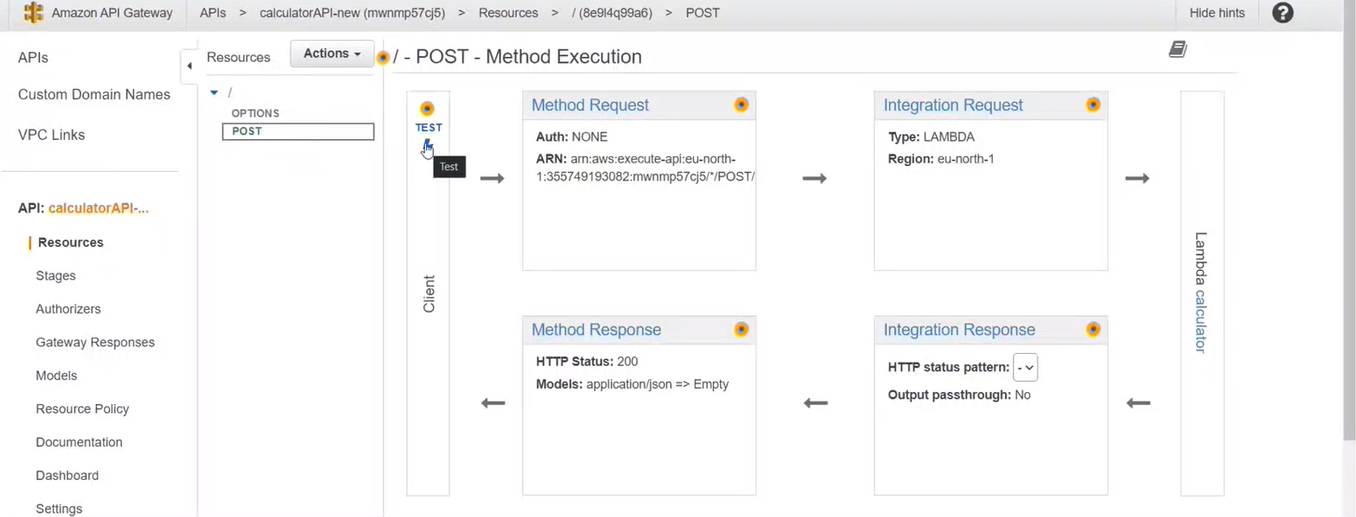 Amazon API Gateway APIs > calculatorAPI-new (mwnmp57cj5) > Resources > / (8e9l4q99a6) > POST Hide hints ?
APIs
Custom Domain Names
VPC Links
API: calculatorAPI-...
Resources
Stages
Authorizers
Gateway Responses
Models
Resource Policy
Documentation
Dashboard
Settings
Resources Actions
/
OPTIONS
POST
/ - POST - Method Execution
TEST
Test
Client
Method Request
Auth: NONE
ARN: arn:aws:execute-api:eu-north-
1:355749193082:mwnmp57cj5/*/POST/
Integration Request
Type: LAMBDA
Region: eu-north-1
Lambda calculator
Method Response
HTTP Status: 200
Models: application/json => Empty
Integration Response
HTTP status pattern: -
Output passthrough: No